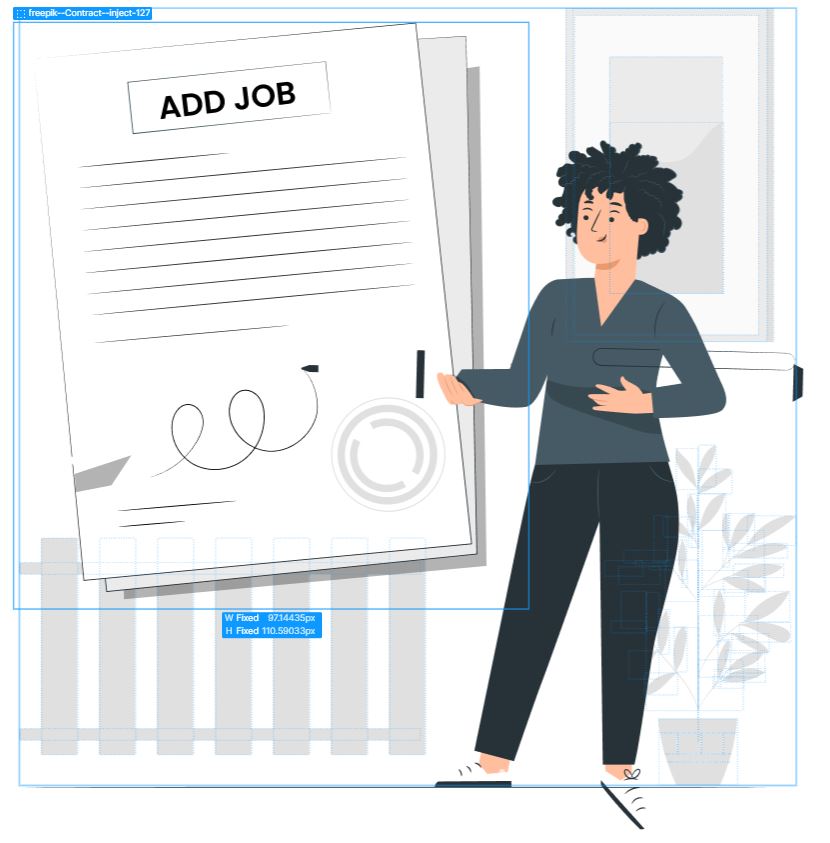 freepik--Contract--inject-127
ADD JOB
W Fixed 97.14435px
H Fixed 110.59033px